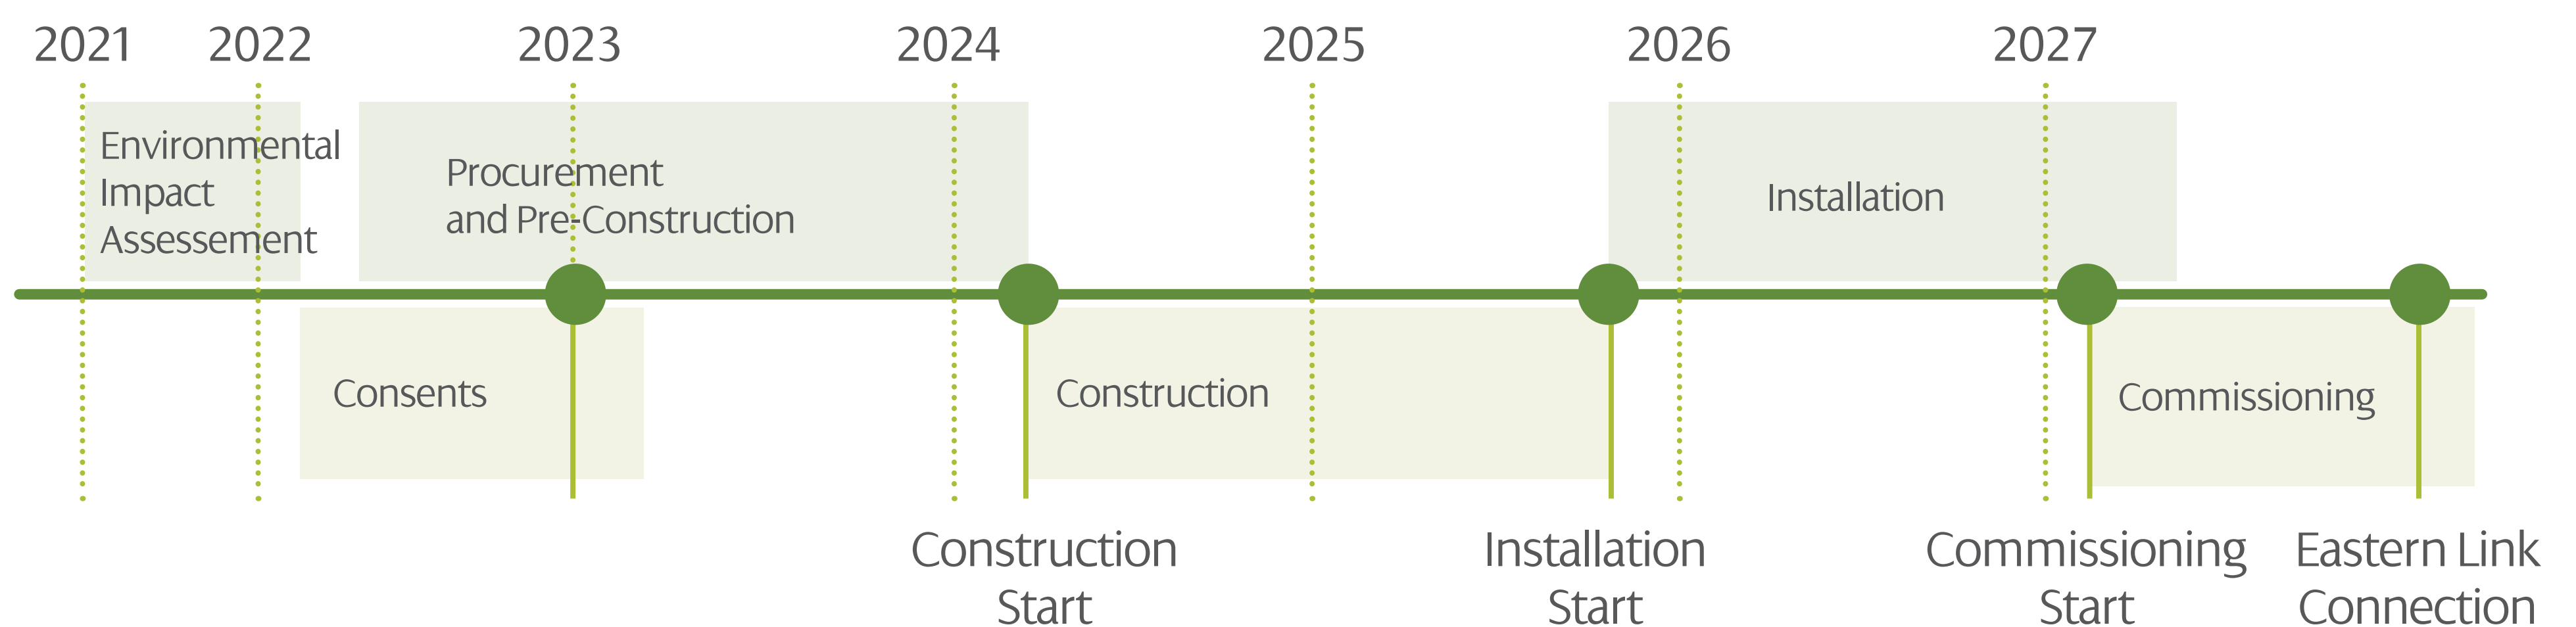 2021 2022 2023 2024 2025 2026 2027
Environmental
Impact
Assessement
Procurement
and Pre-Construction
Installation
Consents
Construction
Commissioning
Construction
Start
Installation
Start
Commissioning
Start
Eastern Link
Connection